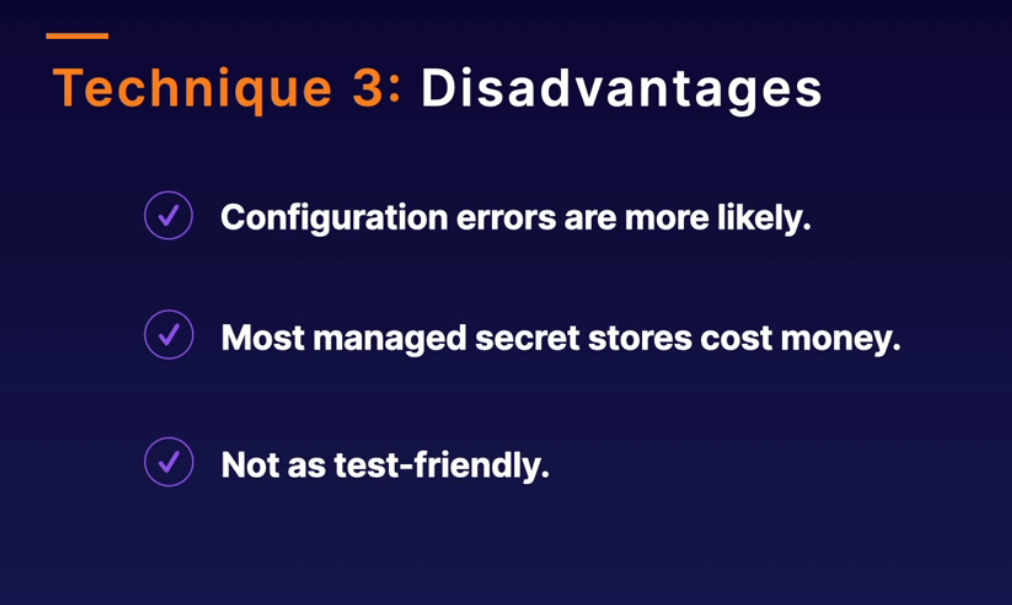 Technique 3: Disadvantages
Configuration errors are more likely.
Most managed secret stores cost money.
Not as test-friendly.